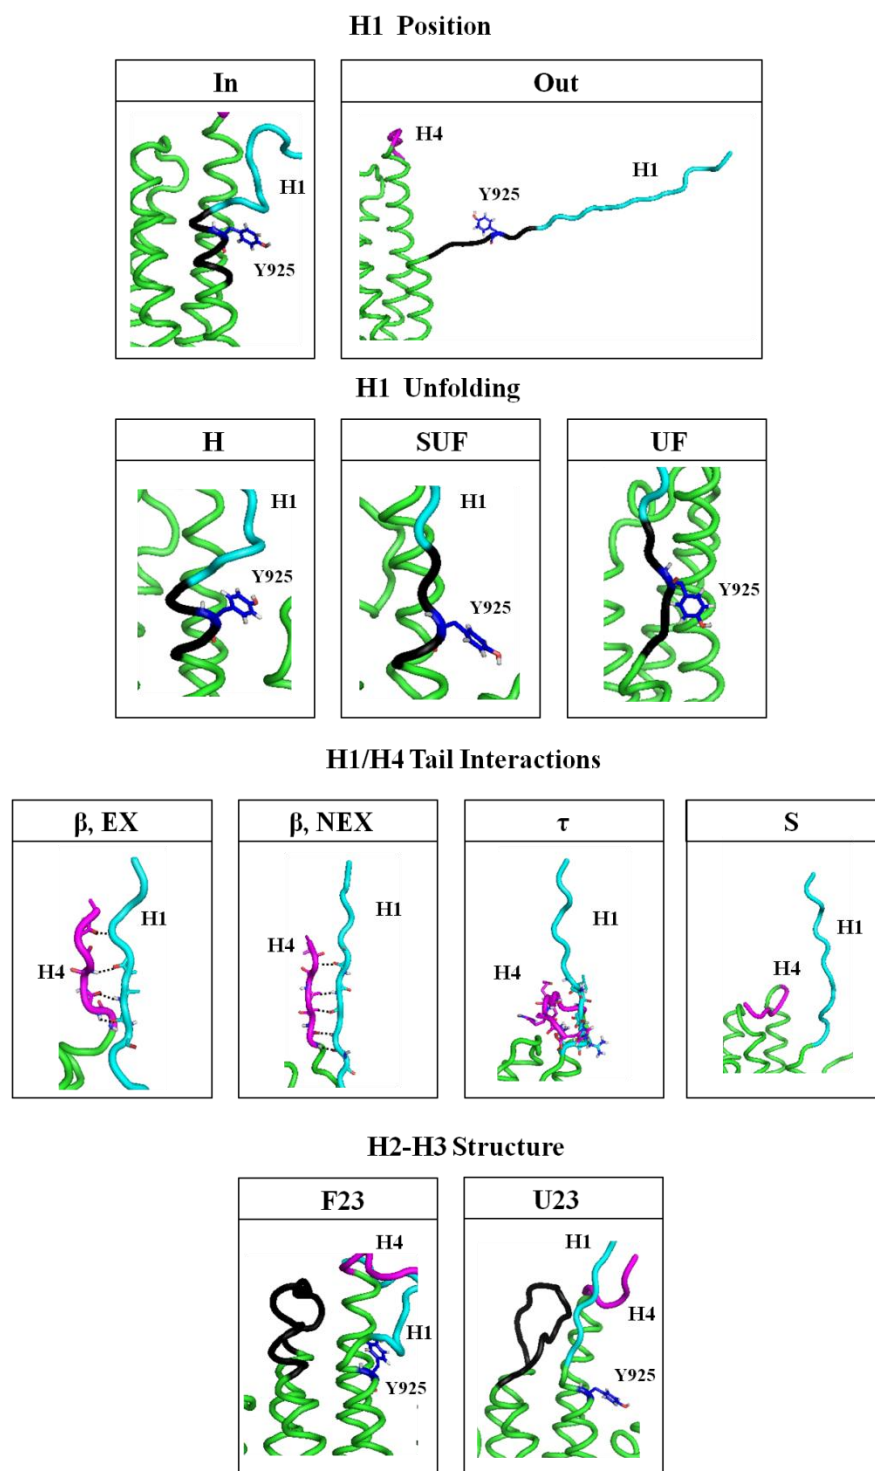 H1 Position
In
Out
H1
Y925
H4
Y925
H1
H1 Unfolding
H
SUF
UF
H1
Y925
H1
Y925
Y925
H1/H4 Tail Interactions
β, EX
β, NEX
τ
S
H4
H1
H4
H1
H4
H1
H4
H1
H2-H3 Structure
F23
U23
H4
H1
Y925
H1
H4
Y925